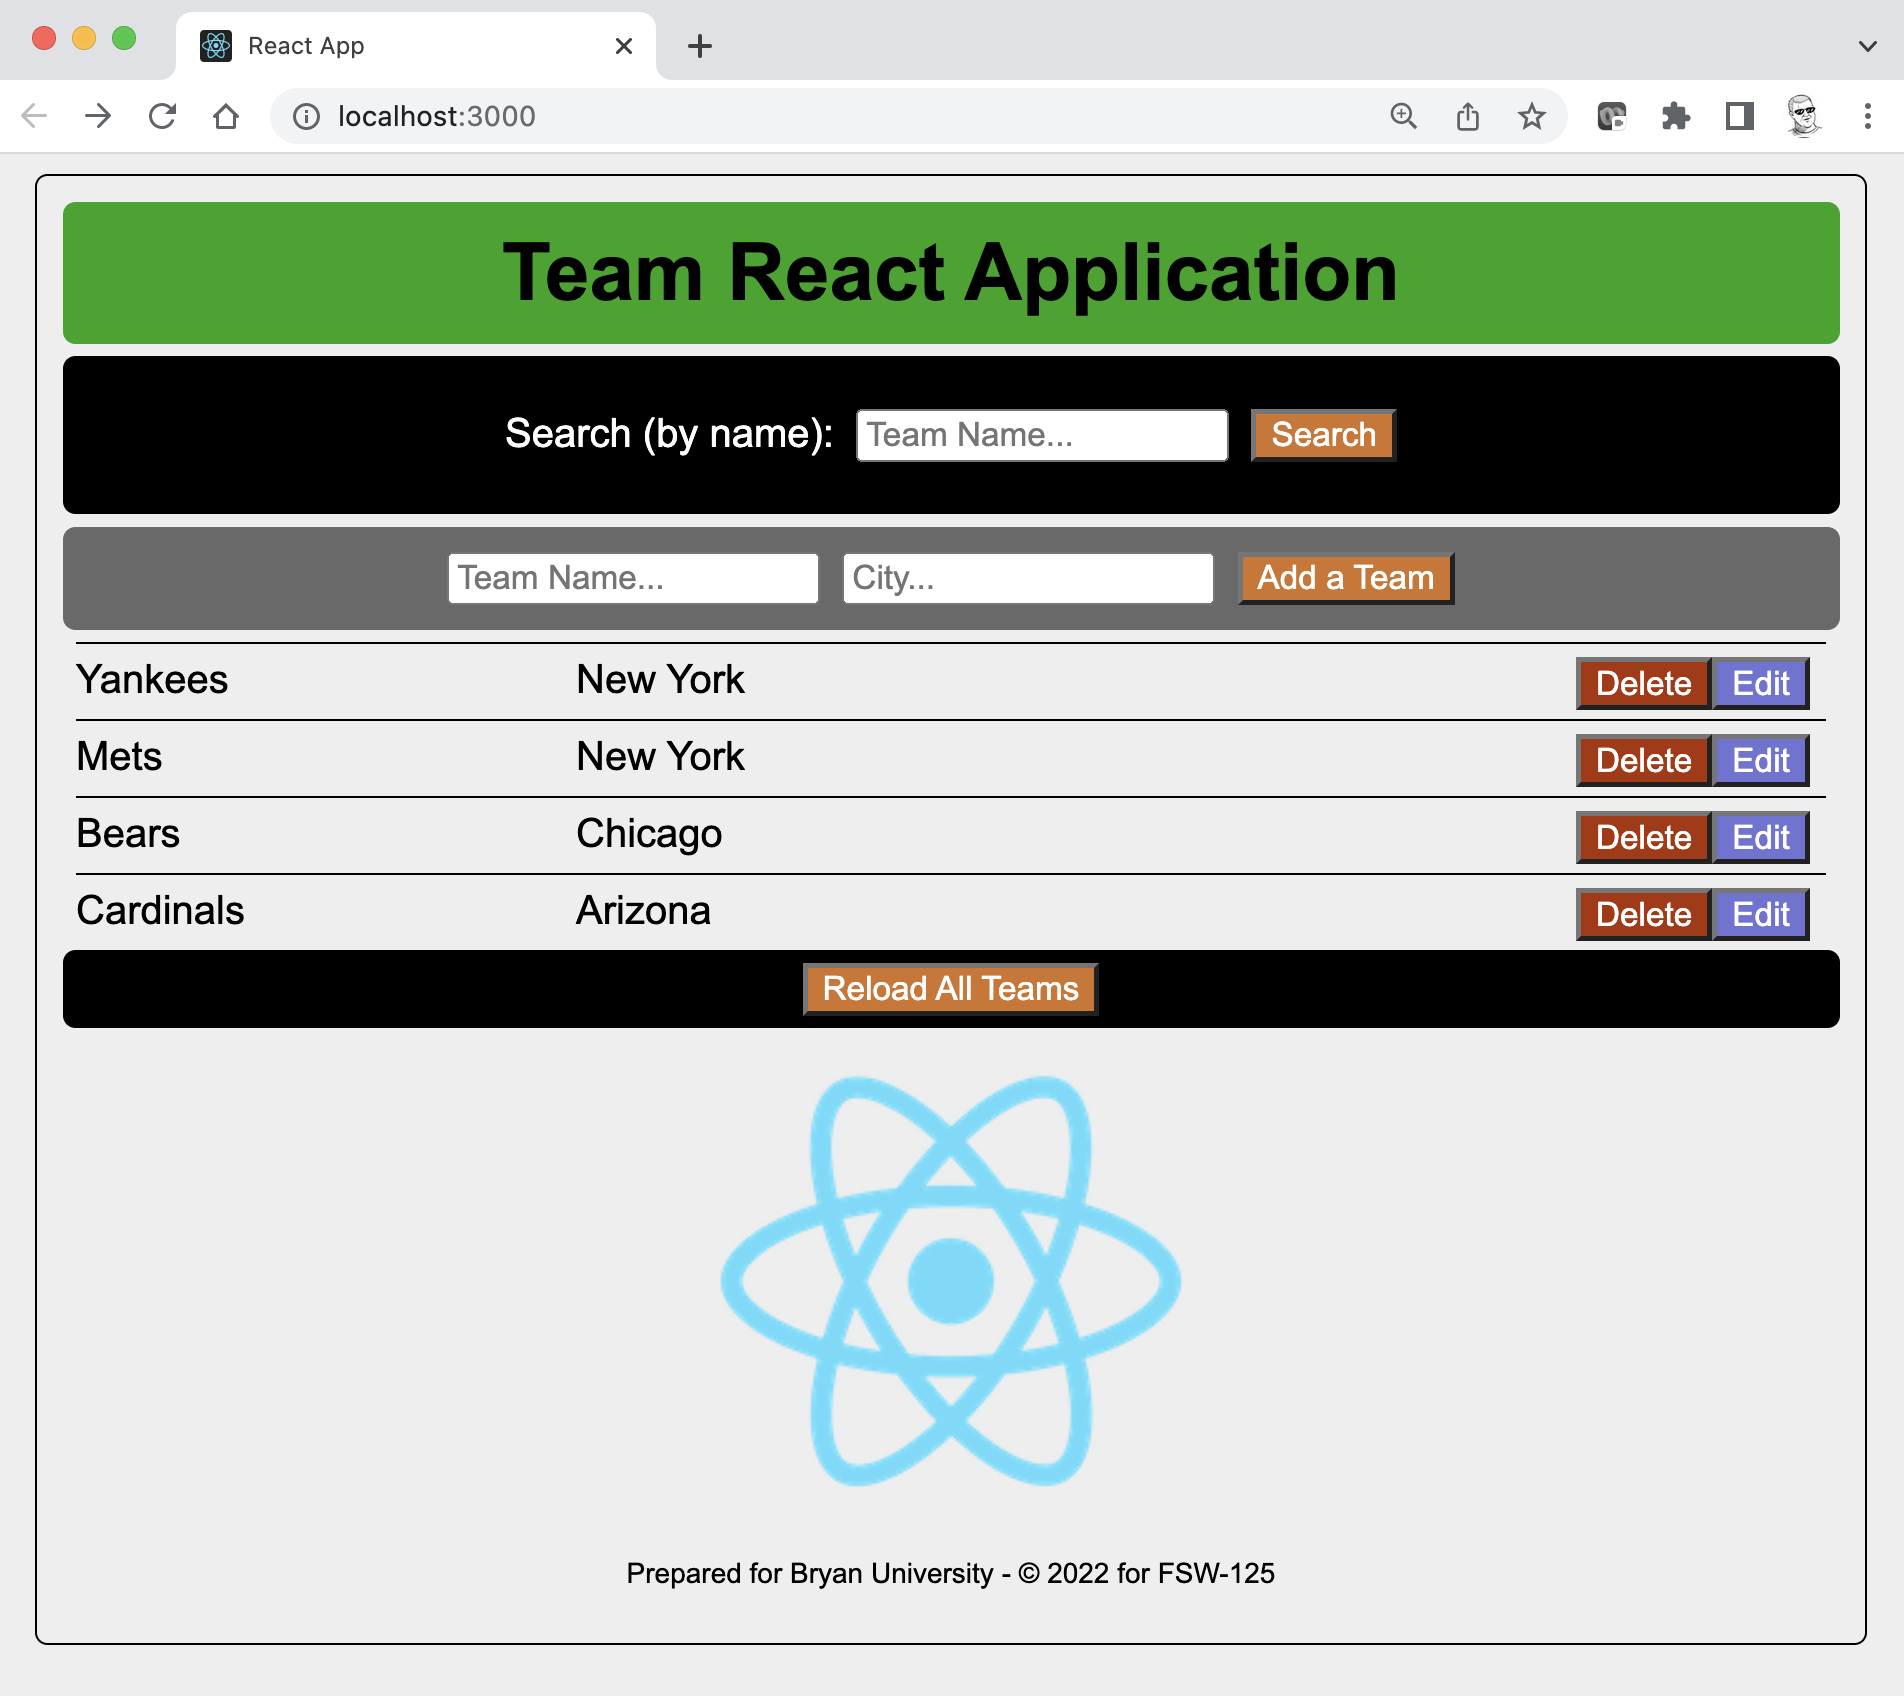 React App
localhost:3000
Team React Application
Search (by name): Team Name... Search
Team Name... City... Add a Team
Yankees New York Delete Edit
Mets New York Delete Edit
Bears Chicago Delete Edit
Cardinals Arizona Delete Edit
Reload All Teams
Prepared for Bryan University - © 2022 for FSW-125